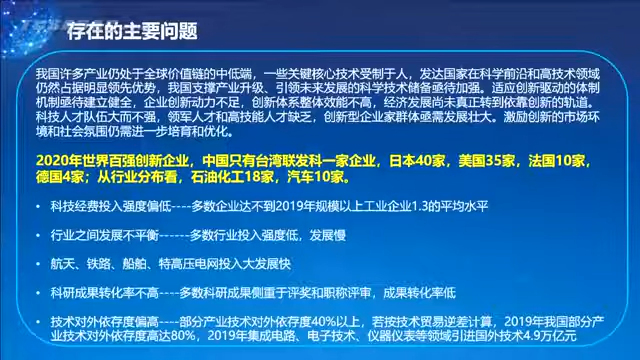 存在的主要问题
我国许多产业仍处于全球价值链的中低端，一些关键核心技术受制于人，发达国家在科学前沿和高技术领域
仍然占据明显领先优势，我国支撑产业升级、引领未来发展的科学技术储备亟待加强。适应创新驱动的体制
机制亟待建立健全，企业创新动力不足，创新体系整体效能不高，经济发展尚未真正转到依靠创新的轨道。
科技人才队伍大而不强，领军人才和高技能人才缺乏，创新型企业家群体亟需发展壮大。激励创新的市场环
境和社会氛围仍需进一步培育和优化。
2020年世界百强创新企业，中国只有台湾联发科一家企业，日本40家，美国35家，法国10家，
德国4家；从行业分布看，石油化工18家，汽车10家。
• 科技经费投入强度偏低----多数企业达不到2019年规模以上工业企业1.3的平均水平
• 行业之间发展不平衡------多数行业投入强度低，发展慢
• 航天、铁路、船舶、特高压电网投入大发展快
• 科研成果转化率不高----多数科研成果侧重于评奖和职称评审，成果转化率低
• 技术对外依存度偏高----部分产业技术对外依存度40%以上，若按技术贸易逆差计算，2019年我国部分产
业技术对外依存度高达80%，2019年集成电路、电子技术、仪器仪表等领域引进国外技术4.9万亿元